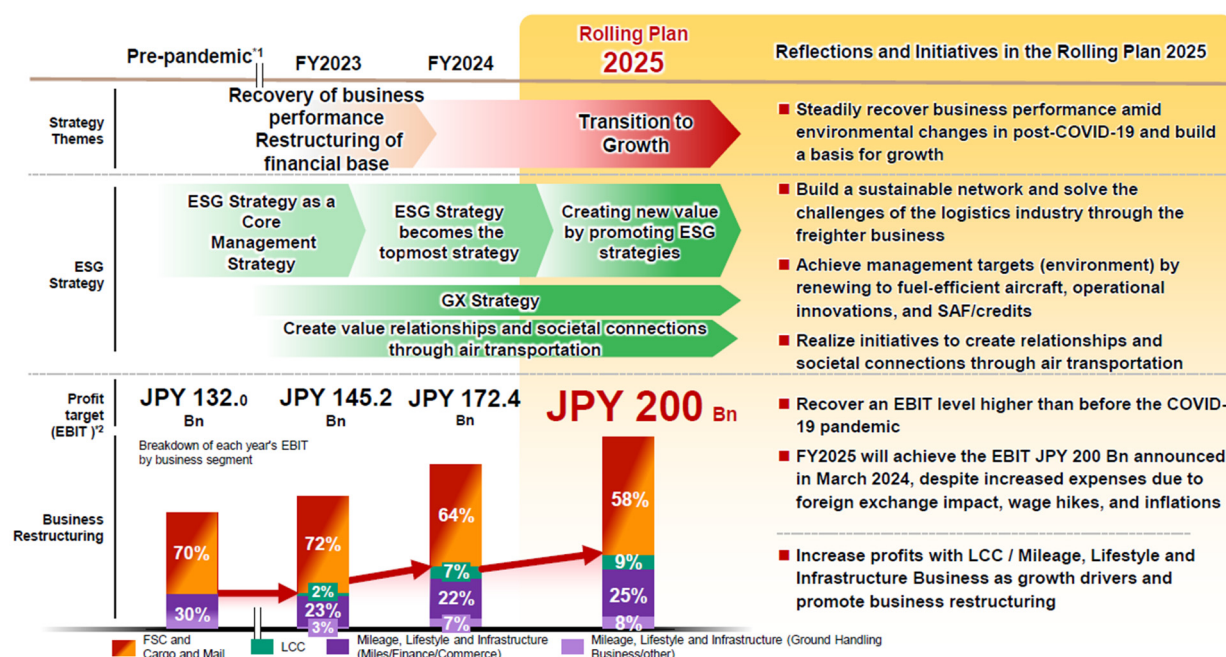 Rolling Plan
2025
Pre-pandemic*1
FY2023
FY2024
Reflections and Initiatives in the Rolling Plan 2025
Strategy
Themes
Recovery of business
performance
Restructuring of
financial base
Transition to
Growth
Steadily recover business performance amid
environmental changes in post-COVID-19 and build
a basis for growth
ESG
Strategy
ESG Strategy as a
Core
Management
Strategy
ESG Strategy
becomes the
topmost strategy
Creating new value
by promoting ESG
strategies
GX Strategy
Create value relationships and societal connections
through air transportation
Build a sustainable network and solve the
challenges of the logistics industry through the
freighter business
Achieve management targets (environment) by
renewing to fuel-efficient aircraft, operational
innovations, and SAF/credits
Realize initiatives to create relationships and
societal connections through air transportation
Profit
target
(EBIT )*2
JPY 132.0
Bn
JPY 145.2
Bn
JPY 172.4
Bn
JPY 200 Bn
Recover an EBIT level higher than before the COVID-
19 pandemic
FY2025 will achieve the EBIT JPY 200 Bn announced
in March 2024, despite increased expenses due to
foreign exchange impact, wage hikes, and inflations
Business
Restructuring
Breakdown of each year's EBIT
by business segment
70%
30%
72%
2%
23%
3%
64%
7%
22%
7%
58%
9%
25%
8%
Increase profits with LCC / Mileage, Lifestyle and
Infrastructure Business as growth drivers and
promote business restructuring
FSC and
Cargo and Mail
LCC
Mileage, Lifestyle and Infrastructure
(Miles/Finance/Commerce)
Mileage, Lifestyle and Infrastructure (Ground Handling
Business/other)